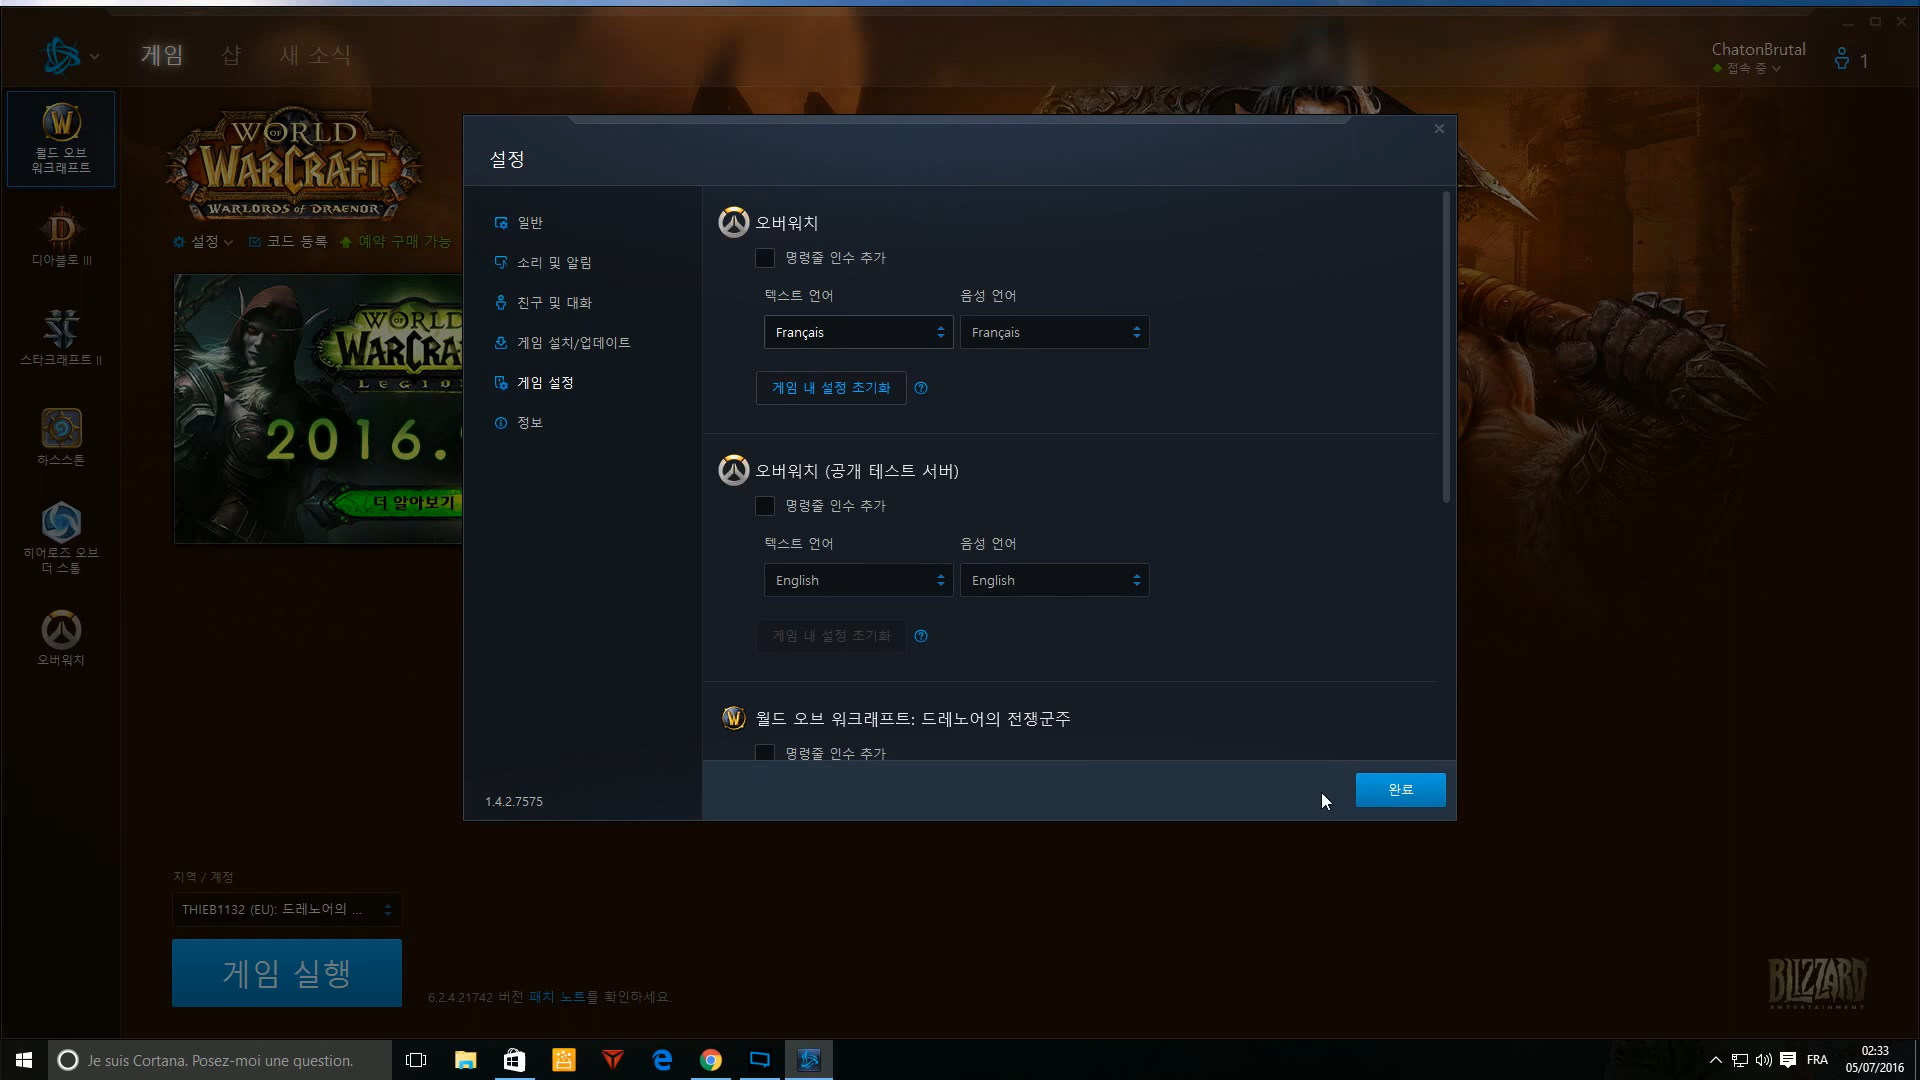 게임
샵
새 소식
ChatonBrutal
접속 중
1
월드 오브
워크래프트
디아블로 III
스타크래프트 II
하스스톤
히어로즈 오브
더 스톰
오버워치
WORLD
OF
WARCRAFT
WARLORDS OF DRAENOR
설정
코드 등록
예약 구매 가능
WORLD
WARCRA
LEGIO
2016.
더 알아보기
설정
일반
소리 및 알림
친구 및 대화
게임 설치/업데이트
게임 설정
정보
1.4.2.7575
오버워치
명령줄 인수 추가
텍스트 언어
음성 언어
Français
Français
게임 내 설정 초기화
오버워치 (공개 테스트 서버)
명령줄 인수 추가
텍스트 언어
음성 언어
English
English
게임 내 설정 초기화
월드 오브 워크래프트: 드레노어의 전쟁군주
명령줄 인수 추가
완료
지역 / 계정
THIEB1132 (EU): 드레노어의 ...
게임 실행
6.2.4.21742 버전 패치 노트를 확인하세요.
BLIZZARD
ENTERTAINMENT
Je suis Cortana. Posez-moi une question.
FRA
02:33
05/07/2016